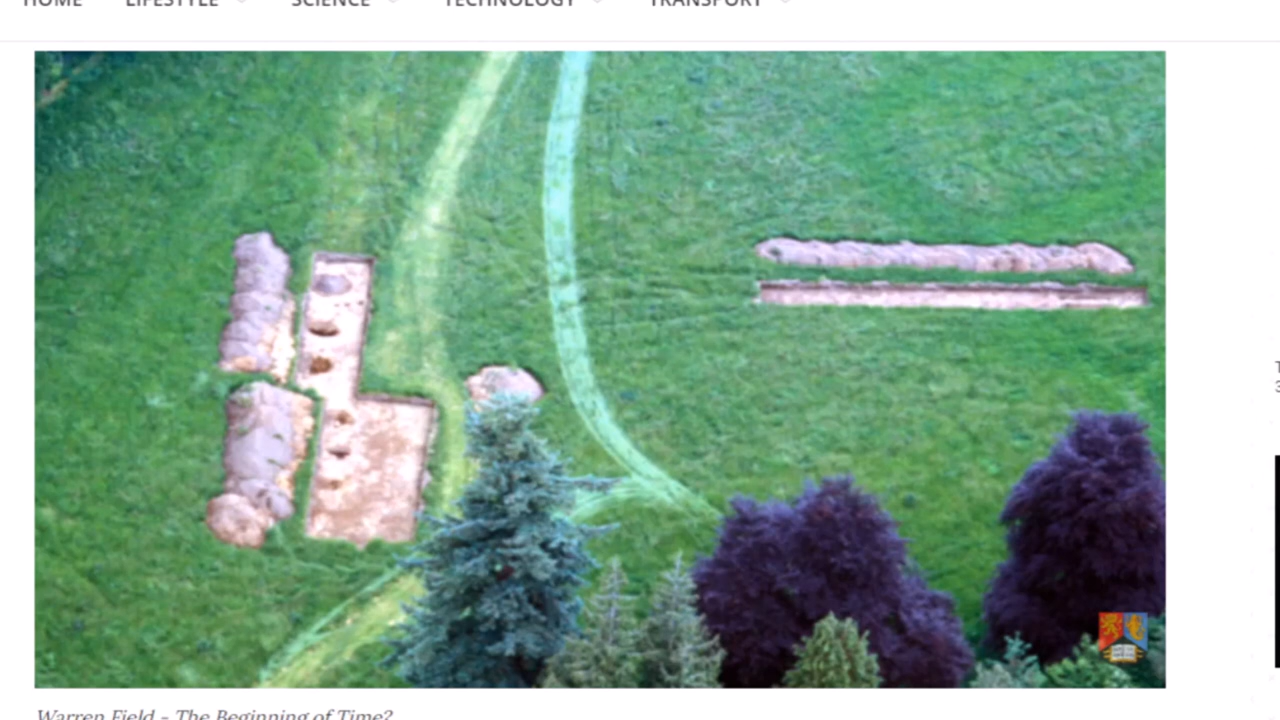 HOME LIFESTYLE SCIENCE TECHNOLOGY TRANSPORT
Warren Field - The Beginning of Time?